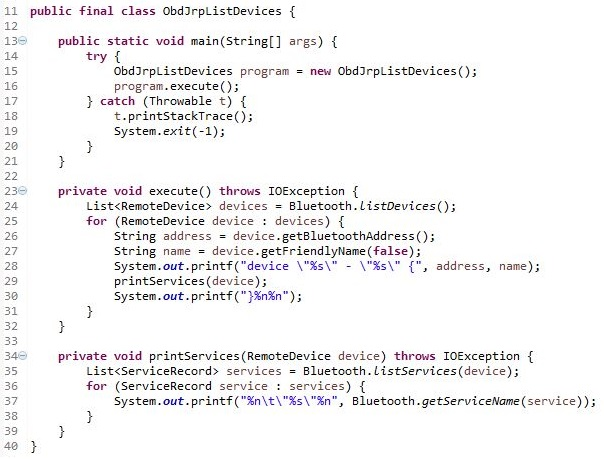 11 public final class ObdJrpListDevices {
12
13 public static void main(String[] args) {
14 try {
15 ObdJrpListDevices program = new ObdJrpListDevices();
16 program.execute();
17 } catch (Throwable t) {
18 t.printStackTrace();
19 System.exit(-1);
20 }
21 }
22
23 private void execute() throws IOException {
24 List<RemoteDevice> devices = Bluetooth.listDevices();
25 for (RemoteDevice device : devices) {
26 String address = device.getBluetoothAddress();
27 String name = device.getFriendlyName(false);
28 System.out.printf("device \"%s\" - \"%s\" {", address, name);
29 printServices(device);
30 System.out.printf("}%n%n");
31 }
32 }
33
34 private void printServices(RemoteDevice device) throws IOException {
35 List<ServiceRecord> services = Bluetooth.listServices(device);
36 for (ServiceRecord service : services) {
37 System.out.printf("%n\t\"%s\"%n", Bluetooth.getServiceName(service));
38 }
39 }
40 }